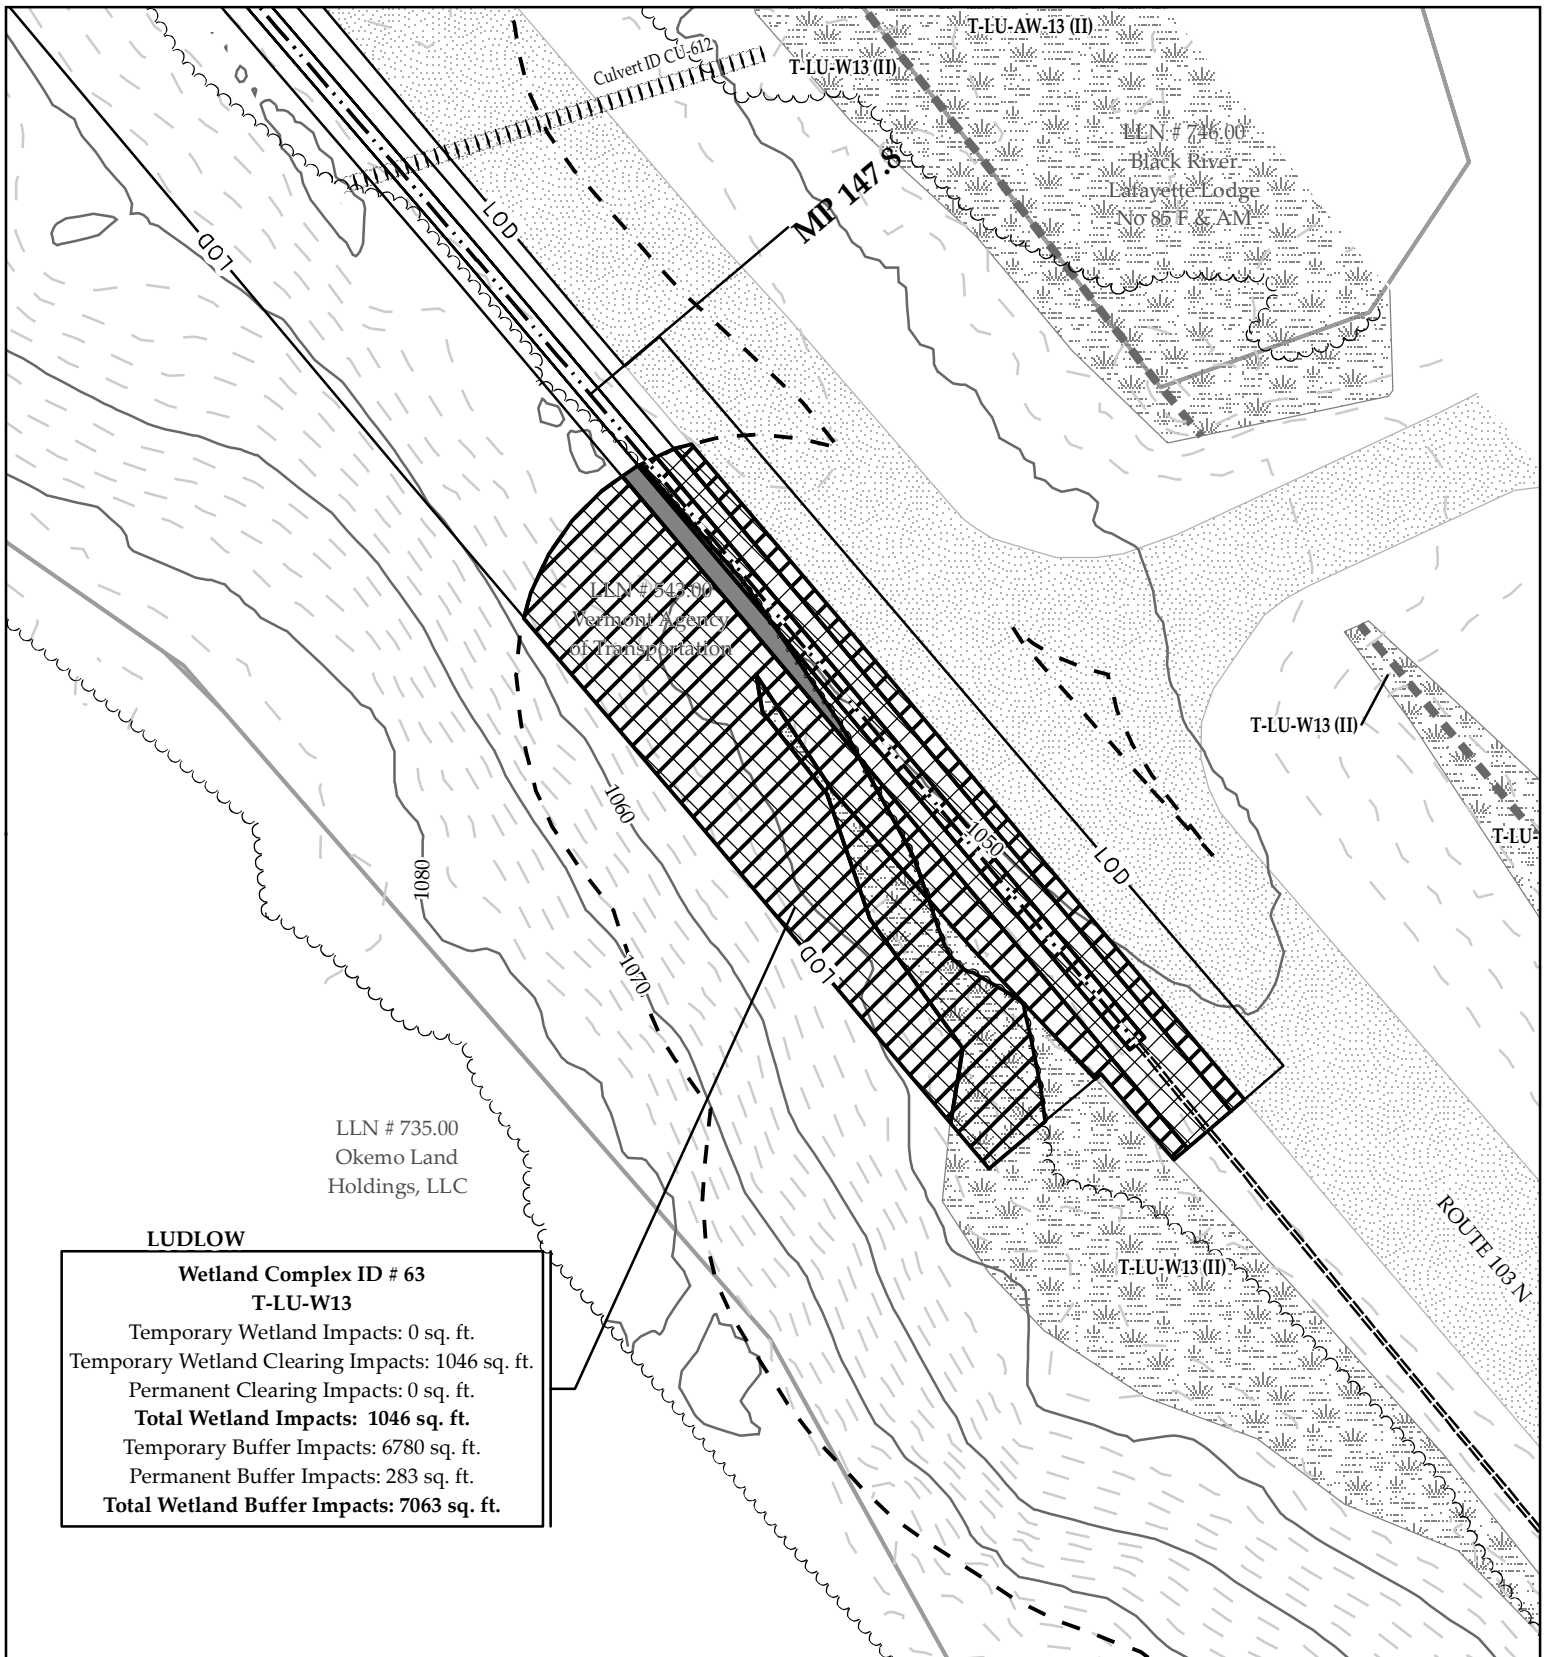 T-LU-AW-13 (II)
T-LU-W13 (II)
Culvert ID CU-612
LLN # 746.00
Black River
Lafayette Lodge
No 85 F & AM
MP 147.8
LOD
LOD
LLN # 543.00
Vermont Agency
of Transportation
T-LU-W13 (II)
T-LU-
1060
1050
LOD
1080
LOD
1070
LLN # 735.00
Okemo Land
Holdings, LLC
ROUTE 103 N
T-LU-W13 (II)
LUDLOW
Wetland Complex ID # 63
T-LU-W13
Temporary Wetland Impacts: 0 sq. ft.
Temporary Wetland Clearing Impacts: 1046 sq. ft.
Permanent Clearing Impacts: 0 sq. ft.
Total Wetland Impacts: 1046 sq. ft.
Temporary Buffer Impacts: 6780 sq. ft.
Permanent Buffer Impacts: 283 sq. ft.
Total Wetland Buffer Impacts: 7063 sq. ft.